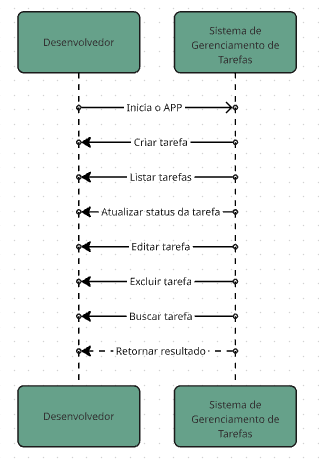 Desenvolvedor
Sistema de
Gerenciamento de
Tarefas
Inicia o APP
Criar tarefa
Listar tarefas
Atualizar status da tarefa
Editar tarefa
Excluir tarefa
Buscar tarefa
Retornar resultado
Desenvolvedor
Sistema de
Gerenciamento de
Tarefas